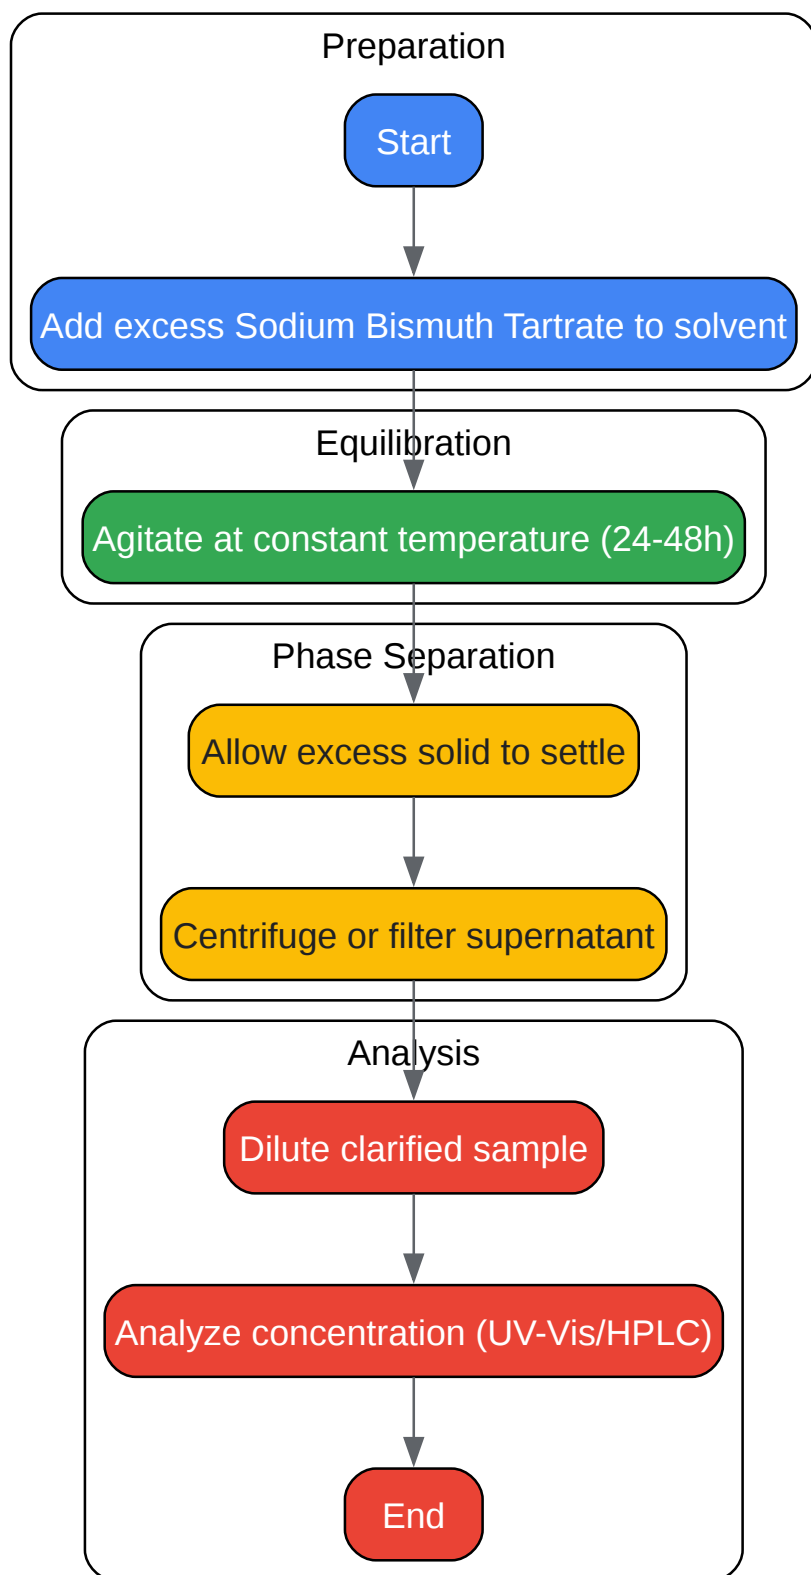 Preparation
Start
Add excess Sodium Bismuth Tartrate to solvent
Equilibration
Agitate at constant temperature (24-48h)
Phase Separation
Allow excess solid to settle
Centrifuge or filter supernatant
Analysis
Dilute clarified sample
Analyze concentration (UV-Vis/HPLC)
End